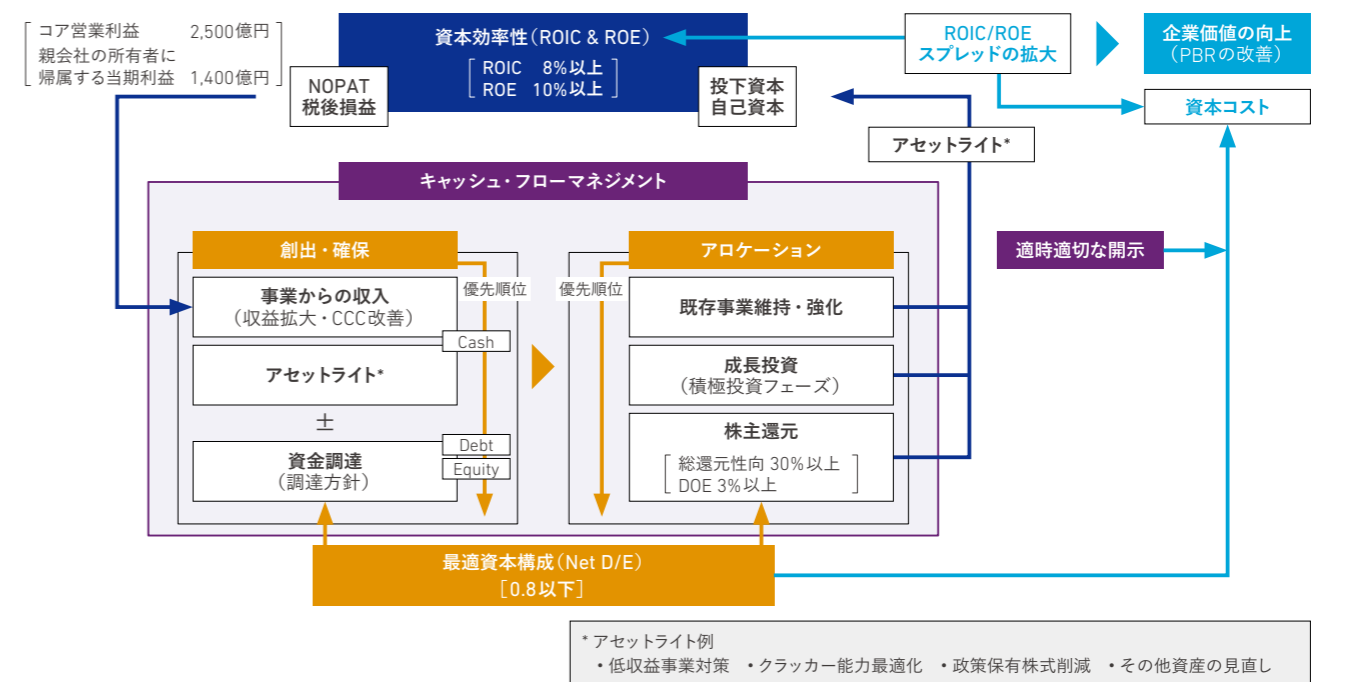 コア営業利益 2,500億円
親会社の所有者に
帰属する当期利益 1,400億円
NOPAT
税後損益
資本効率性(ROIC & ROE)
ROIC 8%以上
ROE 10%以上
投下資本
自己資本
ROIC/ROE
スプレッドの拡大
企業価値の向上
(PBRの改善)
資本コスト
アセットライト*
キャッシュ・フローマネジメント
創出・確保
優先順位
事業からの収入
(収益拡大・CCC改善)
Cash
アセットライト*
±
Debt
資金調達
(調達方針)
Equity
アロケーション
優先順位
既存事業維持・強化
成長投資
(積極投資フェーズ)
株主還元
総還元性向 30%以上
DOE 3%以上
適時適切な開示
最適資本構成(Net D/E)
[0.8以下]
* アセットライト例
・低収益事業対策 ・クラッカー能力最適化 ・政策保有株式削減 ・その他資産の見直し